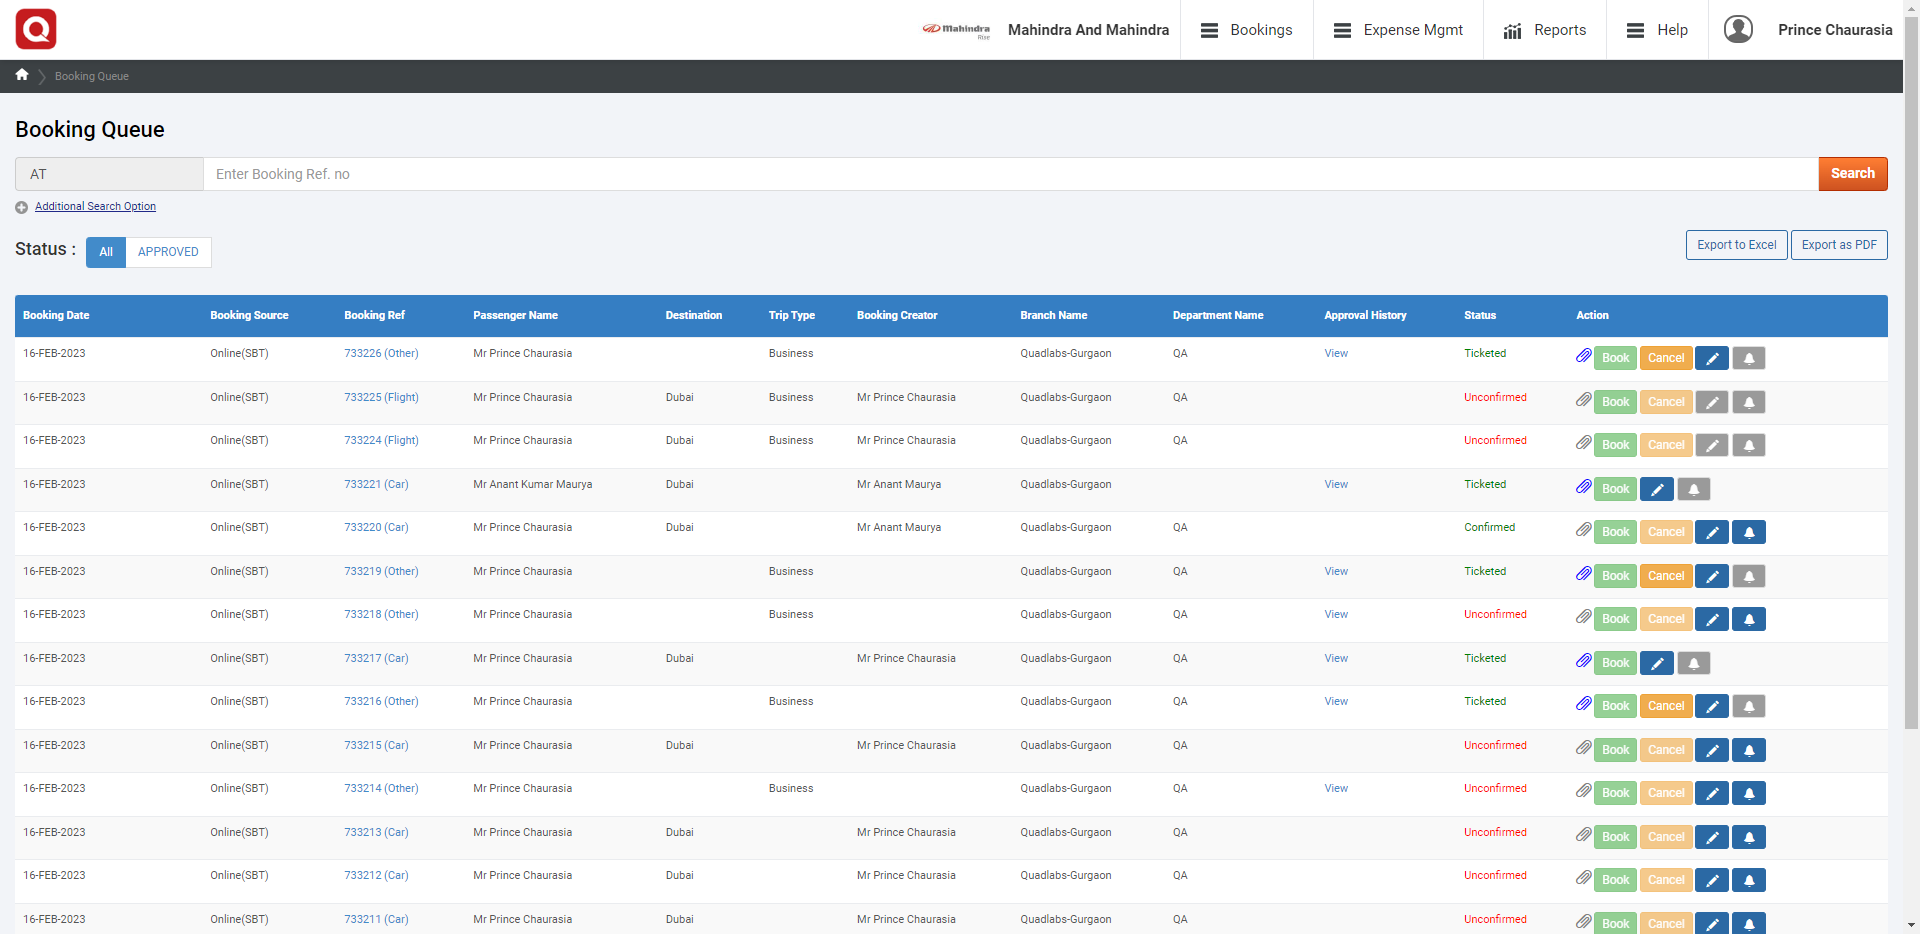 Q
Mahindra
Rise
Mahindra And Mahindra
Bookings
Expense Mgmt
Reports
Help
Prince Chaurasia
Booking Queue
Booking Queue
AT Enter Booking Ref. no Search
Additional Search Option
Status : All APPROVED Export to Excel Export as PDF
Booking Date Booking Source Booking Ref Passenger Name Destination Trip Type Booking Creator Branch Name Department Name Approval History Status Action
16-FEB-2023 Online(SBT) 733226 (Other) Mr Prince Chaurasia Business Quadlabs-Gurgaon QA View Ticketed Book Cancel
16-FEB-2023 Online(SBT) 733225 (Flight) Mr Prince Chaurasia Dubai Business Mr Prince Chaurasia Quadlabs-Gurgaon QA Unconfirmed Book Cancel
16-FEB-2023 Online(SBT) 733224 (Flight) Mr Prince Chaurasia Dubai Business Mr Prince Chaurasia Quadlabs-Gurgaon QA Unconfirmed Book Cancel
16-FEB-2023 Online(SBT) 733221 (Car) Mr Anant Kumar Maurya Dubai Mr Anant Maurya Quadlabs-Gurgaon View Ticketed Book
16-FEB-2023 Online(SBT) 733220 (Car) Mr Prince Chaurasia Dubai Mr Anant Maurya Quadlabs-Gurgaon QA Confirmed Book Cancel
16-FEB-2023 Online(SBT) 733219 (Other) Mr Prince Chaurasia Business Quadlabs-Gurgaon QA View Ticketed Book Cancel
16-FEB-2023 Online(SBT) 733218 (Other) Mr Prince Chaurasia Business Quadlabs-Gurgaon QA View Unconfirmed Book Cancel
16-FEB-2023 Online(SBT) 733217 (Car) Mr Prince Chaurasia Dubai Mr Prince Chaurasia Quadlabs-Gurgaon QA View Ticketed Book
16-FEB-2023 Online(SBT) 733216 (Other) Mr Prince Chaurasia Business Quadlabs-Gurgaon QA View Ticketed Book Cancel
16-FEB-2023 Online(SBT) 733215 (Car) Mr Prince Chaurasia Dubai Mr Prince Chaurasia Quadlabs-Gurgaon QA Unconfirmed Book Cancel
16-FEB-2023 Online(SBT) 733214 (Other) Mr Prince Chaurasia Business Quadlabs-Gurgaon QA View Unconfirmed Book Cancel
16-FEB-2023 Online(SBT) 733213 (Car) Mr Prince Chaurasia Dubai Mr Prince Chaurasia Quadlabs-Gurgaon QA Unconfirmed Book Cancel
16-FEB-2023 Online(SBT) 733212 (Car) Mr Prince Chaurasia Dubai Mr Prince Chaurasia Quadlabs-Gurgaon QA Unconfirmed Book Cancel
16-FEB-2023 Online(SBT) 733211 (Car) Mr Prince Chaurasia Dubai Mr Prince Chaurasia Quadlabs-Gurgaon QA Unconfirmed Book Cancel